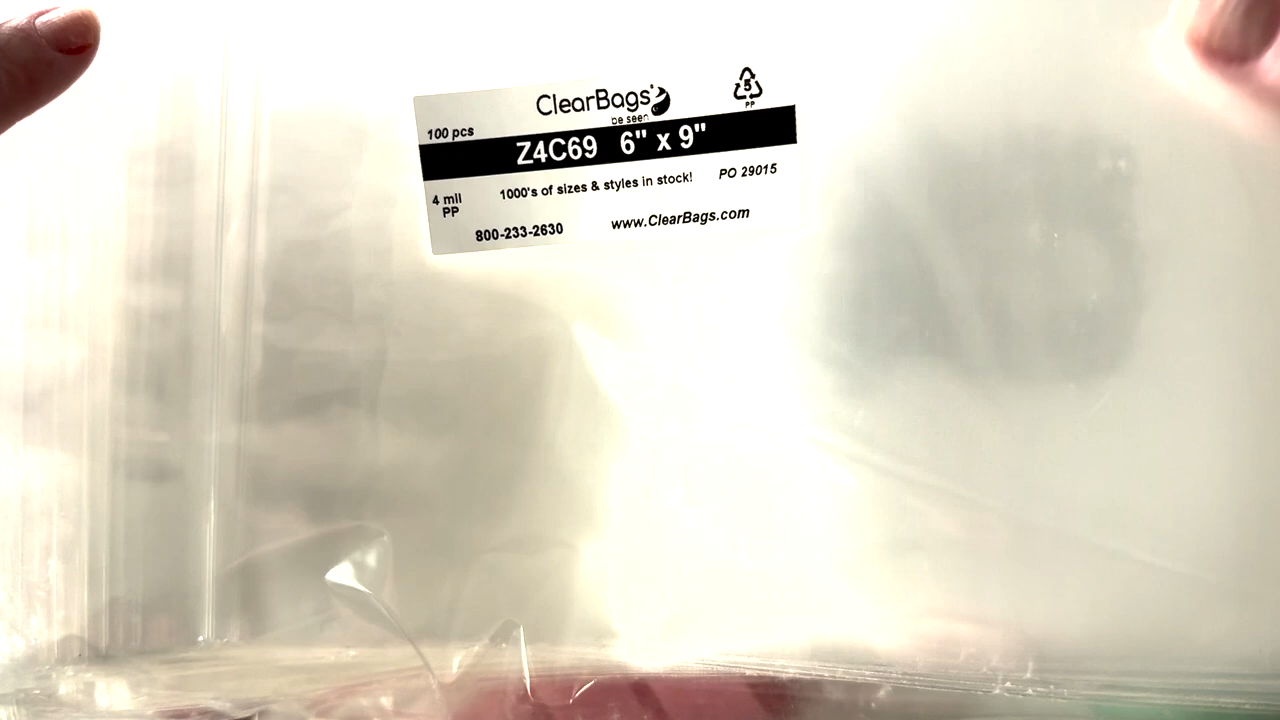 ClearBags
be seen
5
PP
100 pcs
Z4C69 6" x 9"
4 mil
PP
1000's of sizes & styles in stock!
PO 29015
800-233-2630
www.ClearBags.com